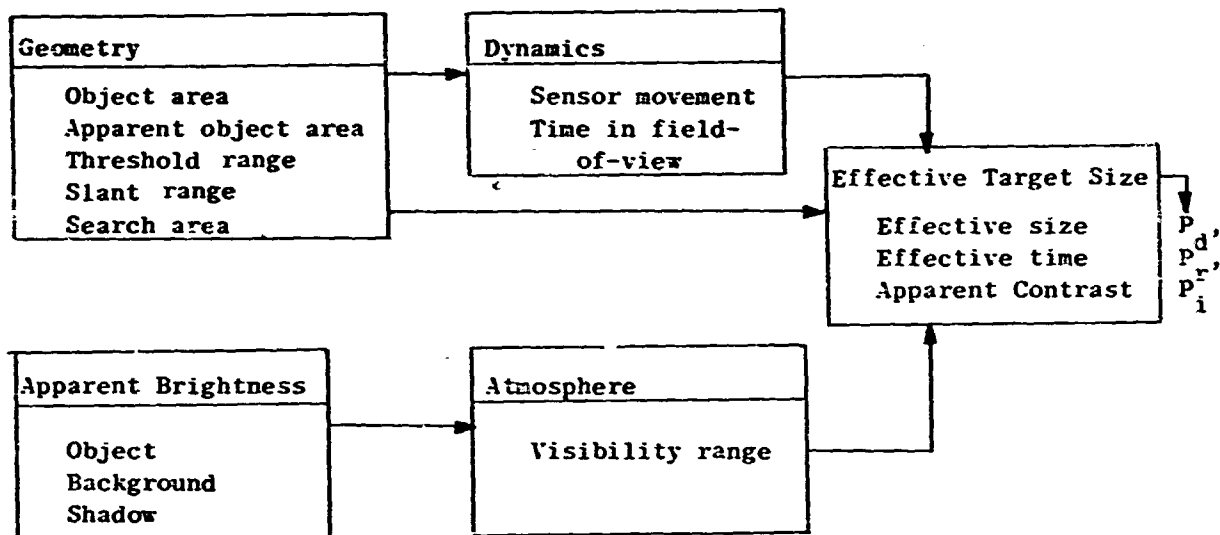 Geometry
Object area
Apparent object area
Threshold range
Slant range
Search area
Dynamics
Sensor movement
Time in field-
of-view
Effective Target Size
Effective size
Effective time
Apparent Contrast
P_d,
P_r,
P_i
Apparent Brightness
Object
Background
Shadow
Atmosphere
Visibility range